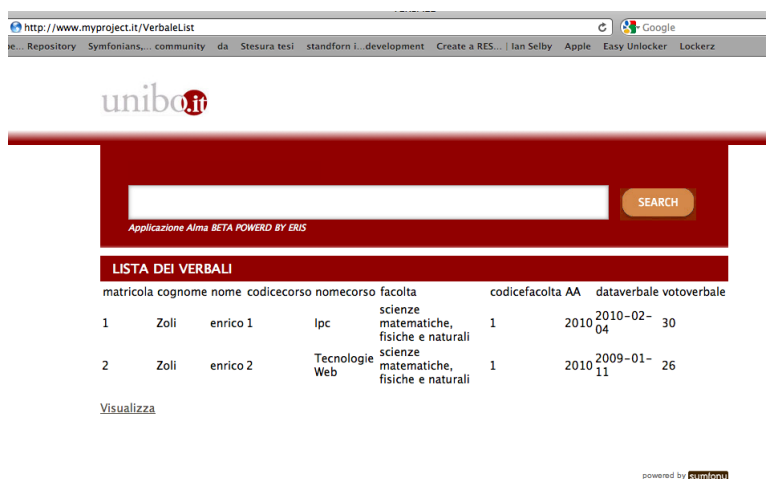 http://www.myproject.it/VerbaleList
Google
e... Repository Symfonians,... community da Stesura tesi standforn i...development Create a RES... | Ian Selby Apple Easy Unlocker Lockerz
unibo.it
SEARCH
Applicazione Alma BETA POWERD BY ERIS
LISTA DEI VERBALI
matricola cognome nome codicecorso nomecorso facolta codicefacolta AA dataverbale votoverbale
1 Zoli enrico 1 lpc scienze matematiche, fisiche e naturali 1 2010 2010-02-04 30
2 Zoli enrico 2 Tecnologie Web scienze matematiche, fisiche e naturali 1 2010 2009-01-11 26
Visualizza
powered by